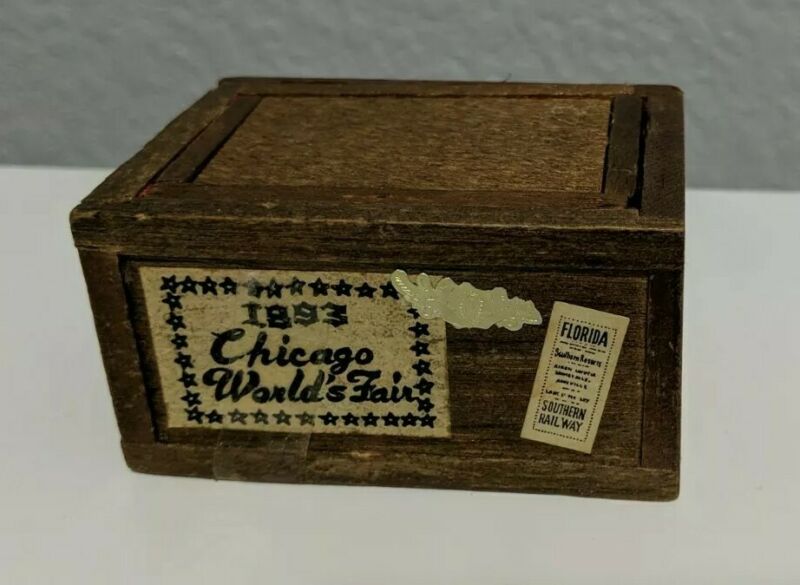 1893
Chicago
World's Fair
FLORIDA
Southern Resorts
SOUTHERN
RAILWAY